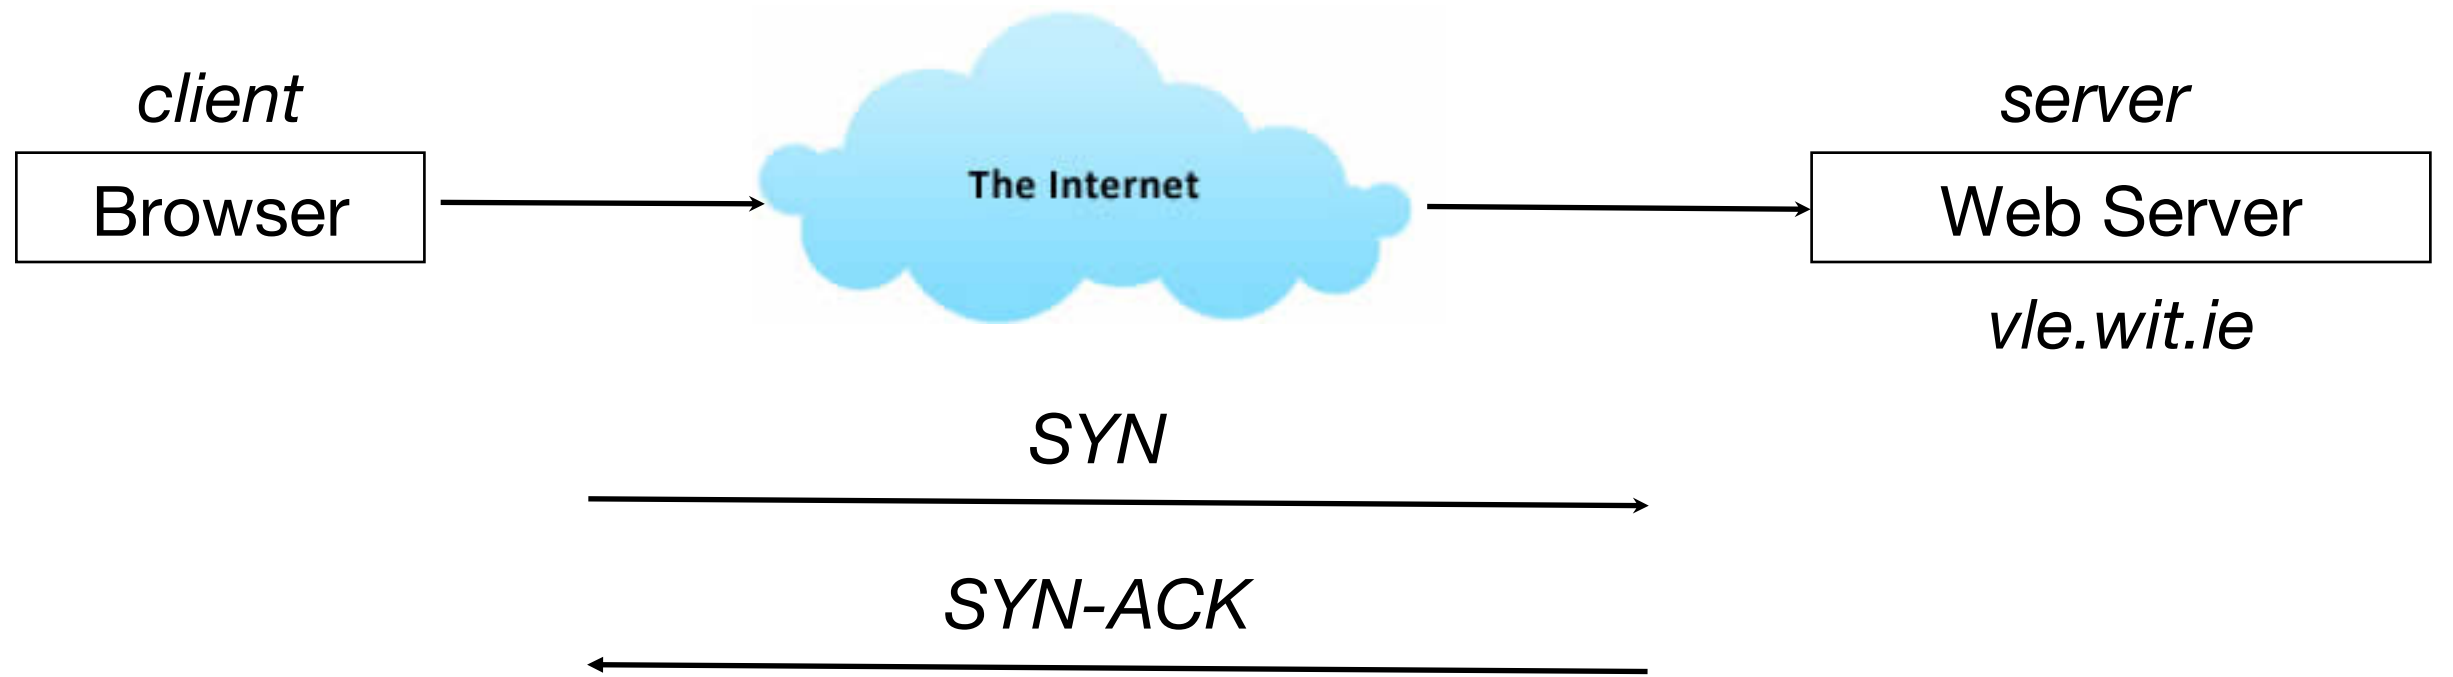 client
server
Browser
The Internet
Web Server
vle.wit.ie
SYN
SYN-ACK